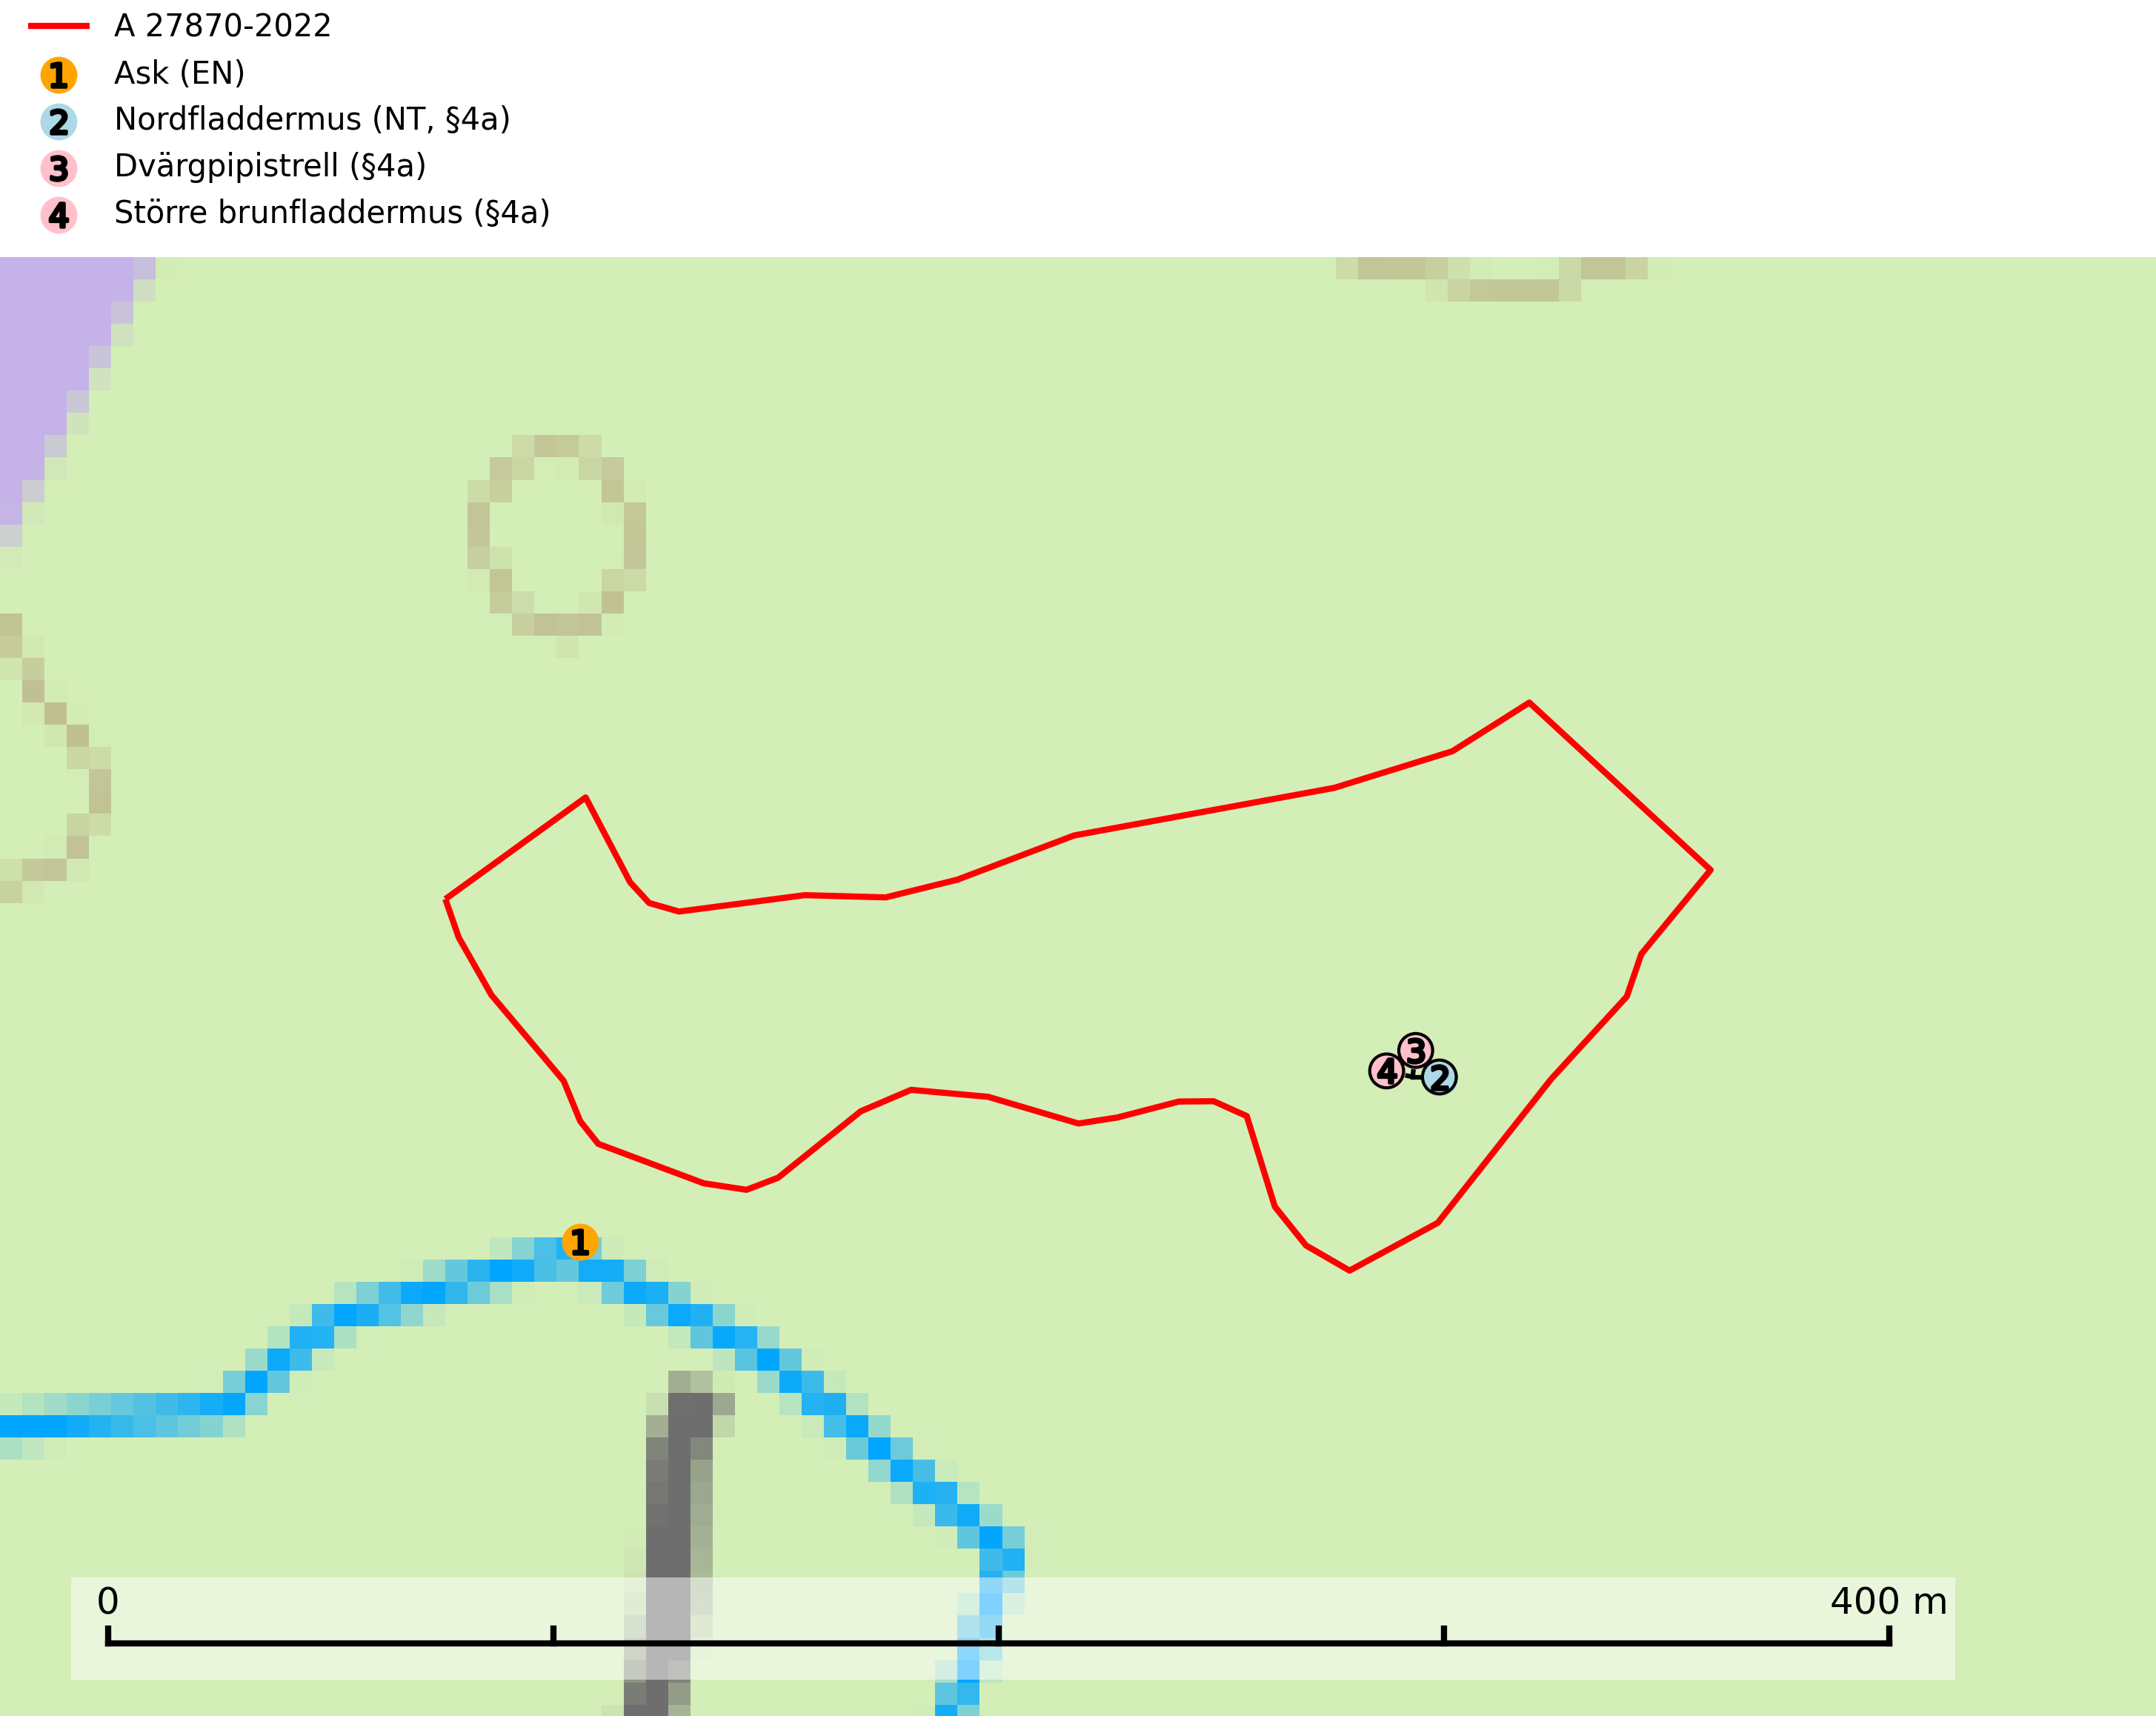 A 27870-2022
1 Ask (EN)
2 Nordfladdermus (NT, §4a)
3 Dvärgpipistrell (§4a)
4 Större brunfladdermus (§4a)
3
4 2
1
0 400 m